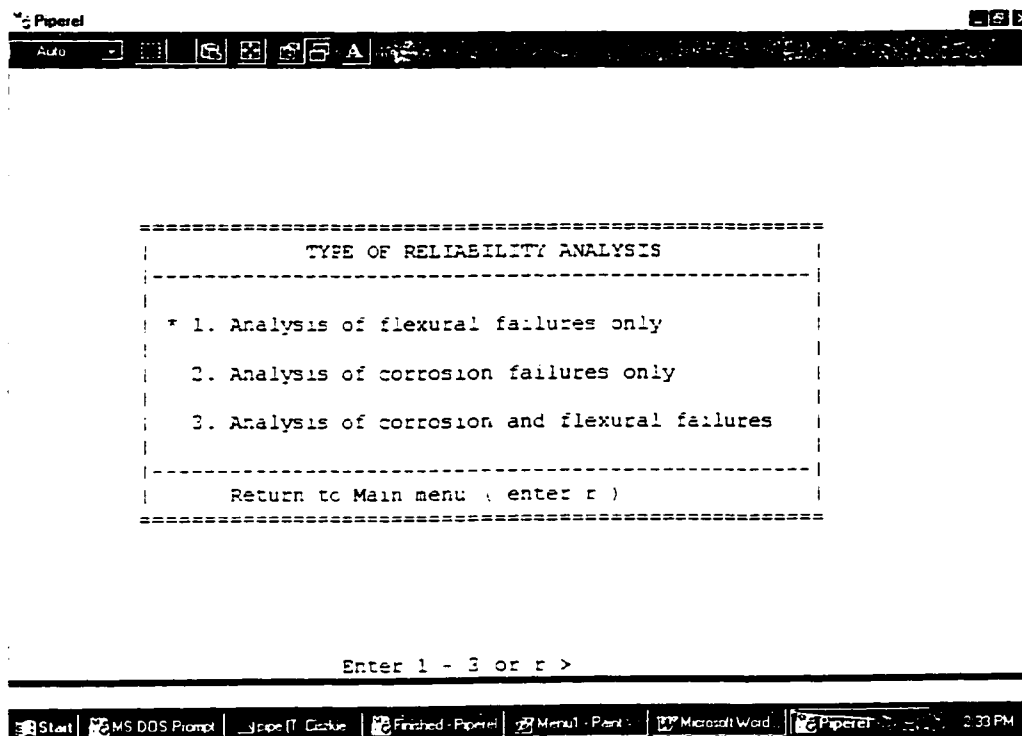 Piperel
Auto
A
TYPE OF RELIABILITY ANALYSIS
* 1. Analysis of flexural failures only
2. Analysis of corrosion failures only
3. Analysis of corrosion and flexural failures
Return to Main menu ( enter r )
Enter 1 - 3 or r >
Start MS DOS Prompt Finished - Piperel Menu1 - Paint Microsoft Word... Piperel 2:33 PM